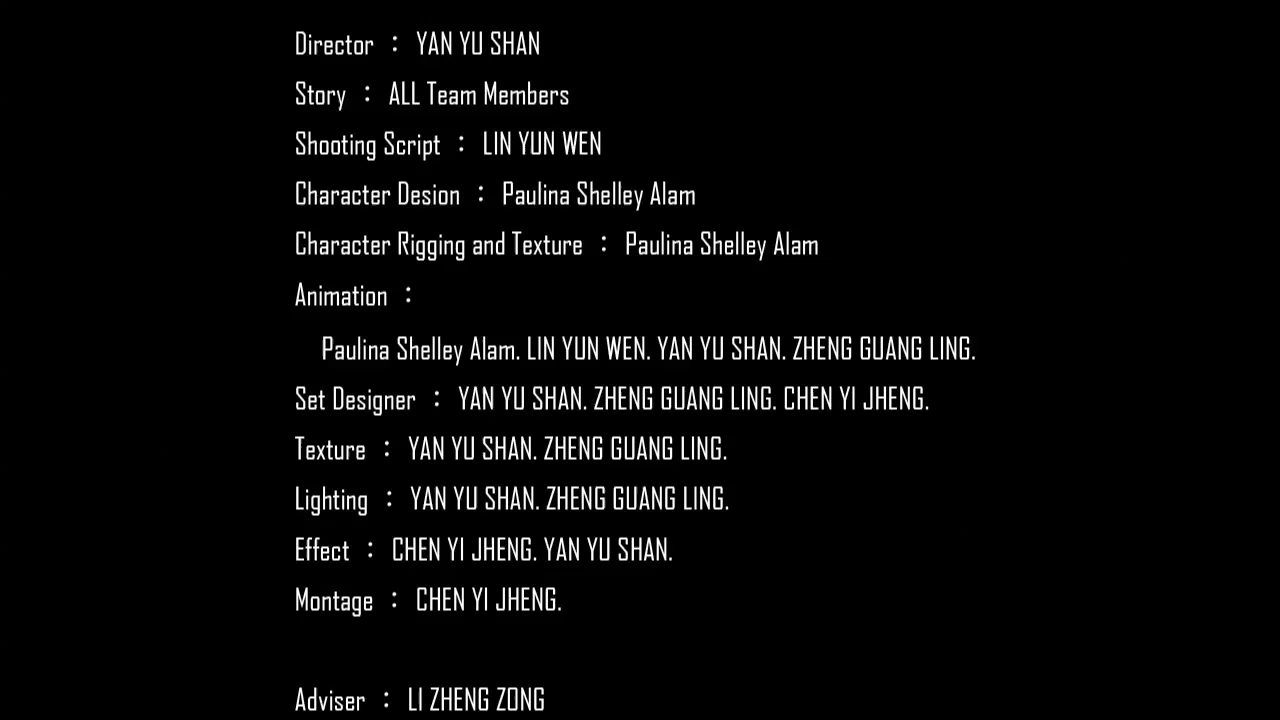 Director : YAN YU SHAN
Story : ALL Team Members
Shooting Script : LIN YUN WEN
Character Desion : Paulina Shelley Alam
Character Rigging and Texture : Paulina Shelley Alam
Animation :
Paulina Shelley Alam. LIN YUN WEN. YAN YU SHAN. ZHENG GUANG LING.
Set Designer : YAN YU SHAN. ZHENG GUANG LING. CHEN YI JHENG.
Texture : YAN YU SHAN. ZHENG GUANG LING.
Lighting : YAN YU SHAN. ZHENG GUANG LING.
Effect : CHEN YI JHENG. YAN YU SHAN.
Montage : CHEN YI JHENG.
Adviser : LI ZHENG ZONG